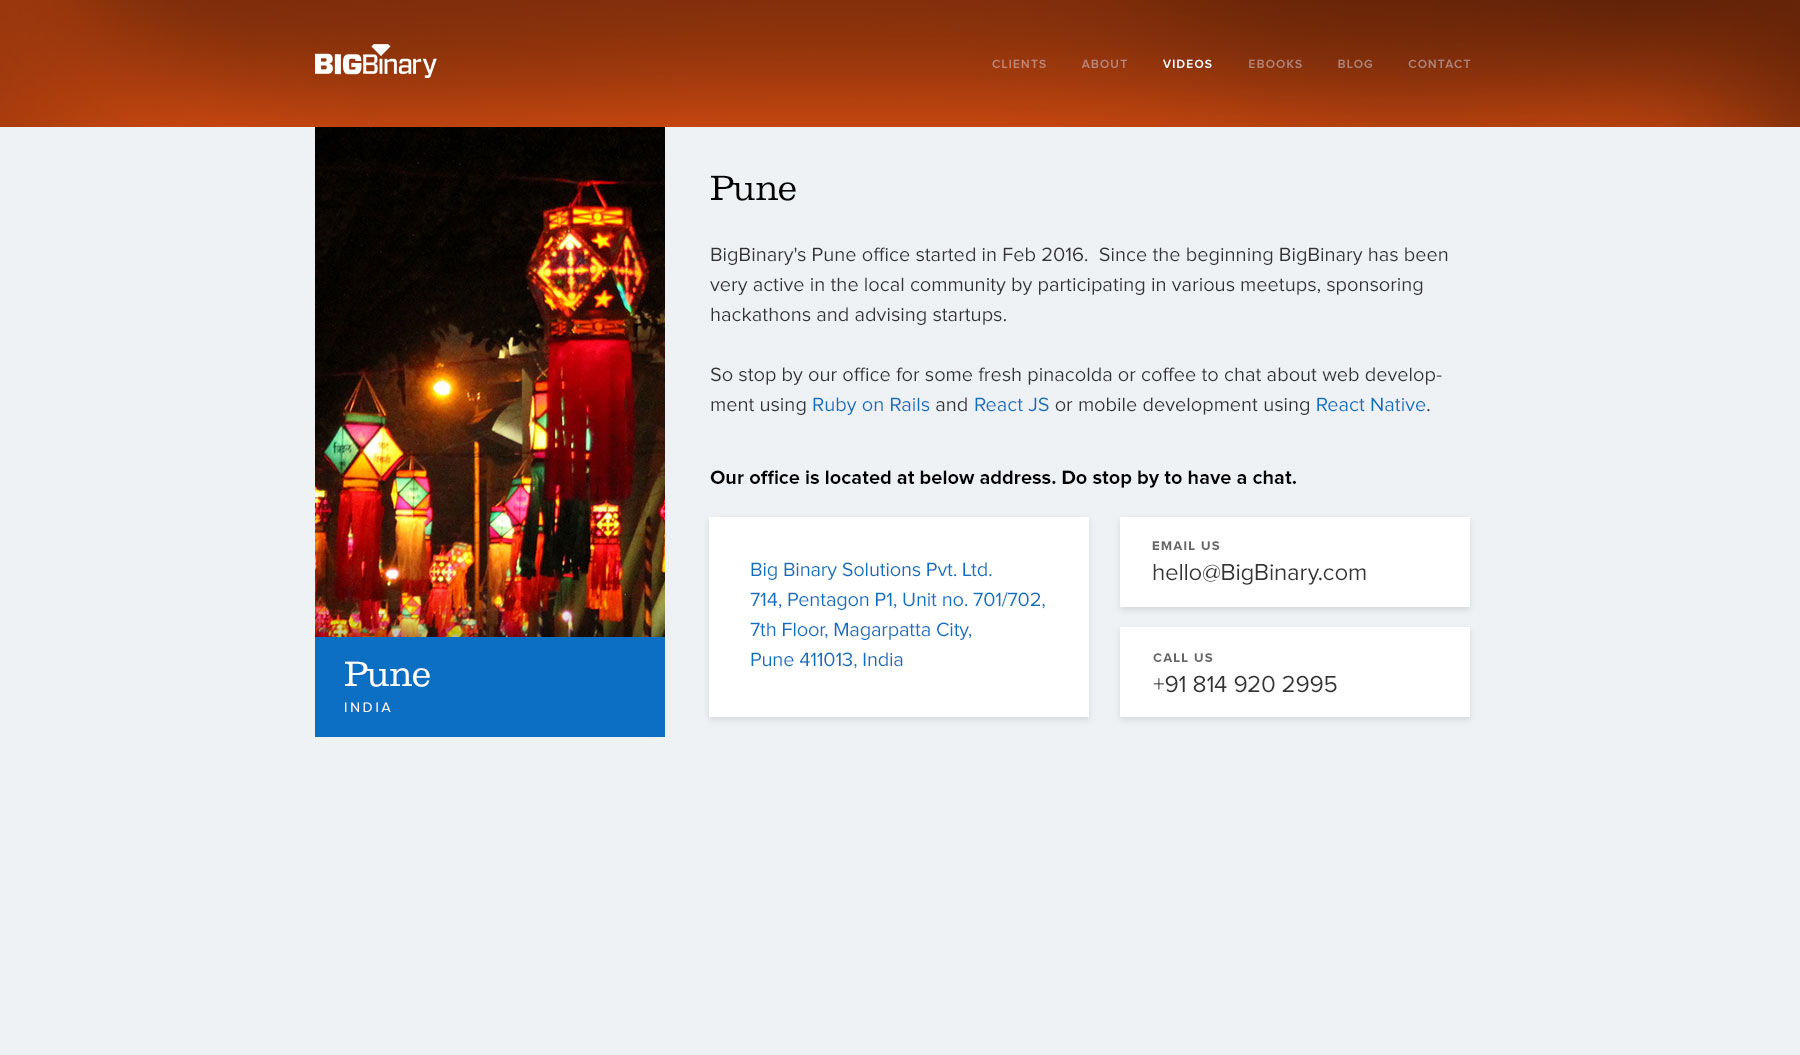 BIGBinary
CLIENTS ABOUT VIDEOS EBOOKS BLOG CONTACT
Pune
BigBinary's Pune office started in Feb 2016.  Since the beginning BigBinary has been
very active in the local community by participating in various meetups, sponsoring
hackathons and advising startups.
So stop by our office for some fresh pinacolda or coffee to chat about web develop-
ment using Ruby on Rails and React JS or mobile development using React Native.
Our office is located at below address. Do stop by to have a chat.
Big Binary Solutions Pvt. Ltd.
714, Pentagon P1, Unit no. 701/702,
7th Floor, Magarpatta City,
Pune 411013, India
EMAIL US
hello@BigBinary.com
CALL US
+91 814 920 2995
Pune
INDIA